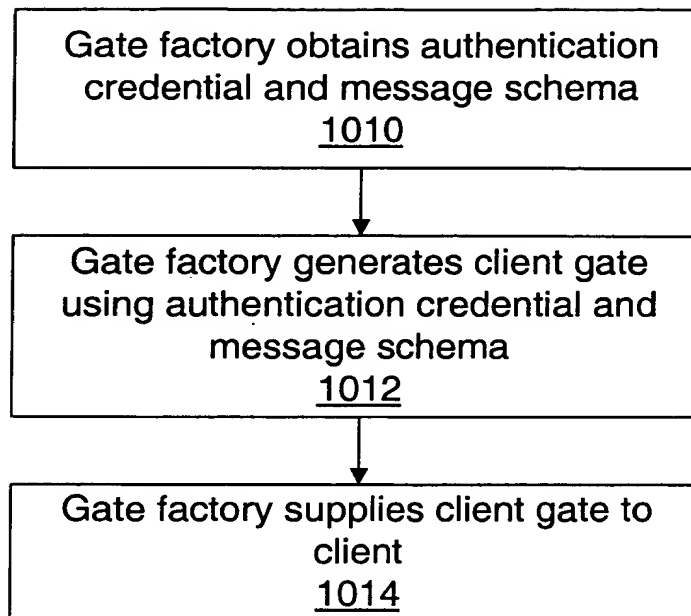 Gate factory obtains authentication
credential and message schema
1010
Gate factory generates client gate
using authentication credential and
message schema
1012
Gate factory supplies client gate to
client
1014